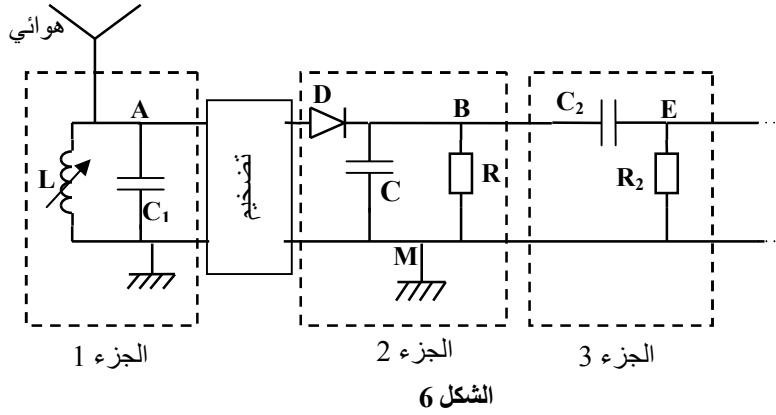 هوائي
A
D
B
C₂
E
L
C₁
تضخيم
C
R
R₂
M
الجزء 1
الجزء 2
الجزء 3
الشكل 6